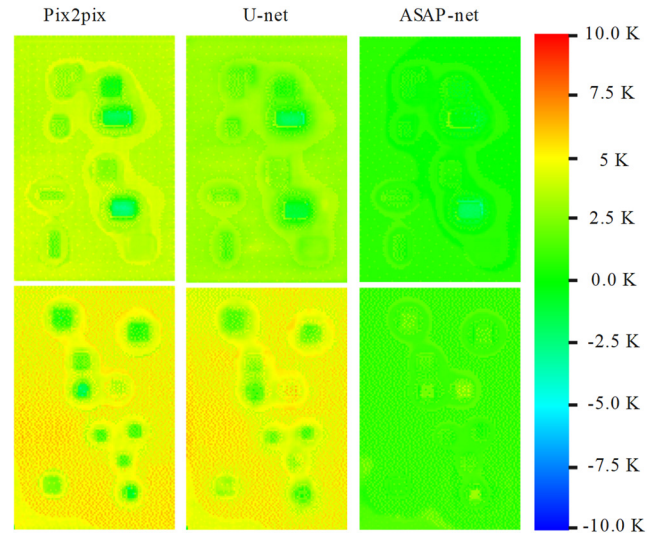 Pix2pix U-net ASAP-net
10.0 K
7.5 K
5 K
2.5 K
0.0 K
-2.5 K
-5.0 K
-7.5 K
-10.0 K